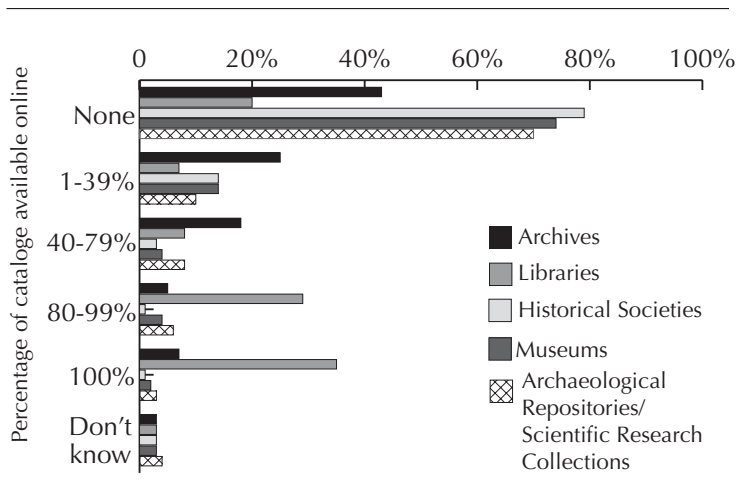 0 20% 40% 60% 80% 100%
Percentage of cataloge available online
None
1-39%
40-79%
80-99%
100%
Don't
know
Archives
Libraries
Historical Societies
Museums
Archaeological
Repositories/
Scientific Research
Collections